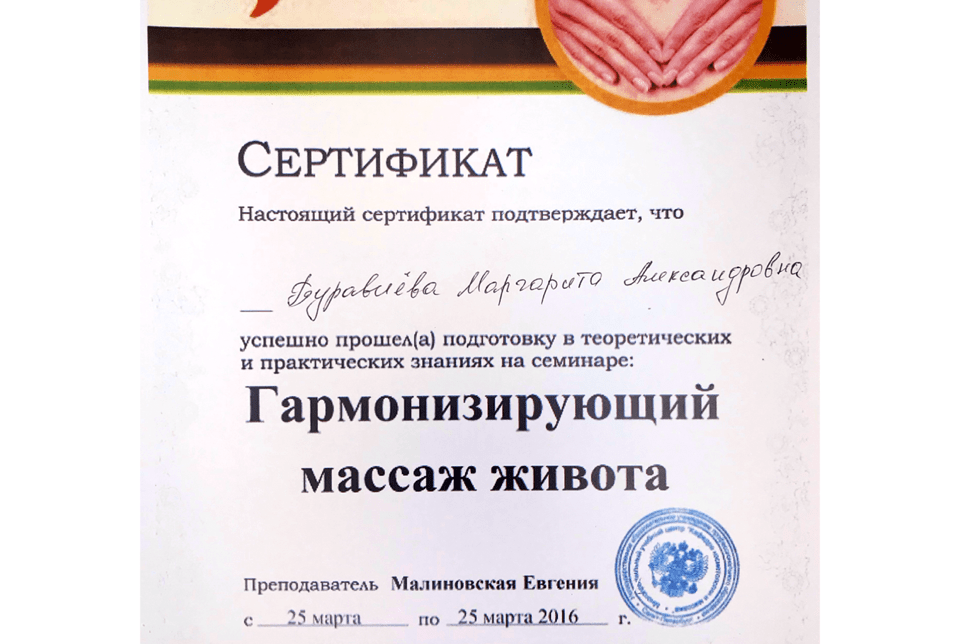 СЕРТИФИКАТ
Настоящий сертификат подтверждает, что
Буравлёва Маргарита Александровна
успешно прошел(а) подготовку в теоретических
и практических знаниях на семинаре:
Гармонизирующий
массаж живота
Преподаватель Малиновская Евгения
с 25 марта по 25 марта 2016 г.